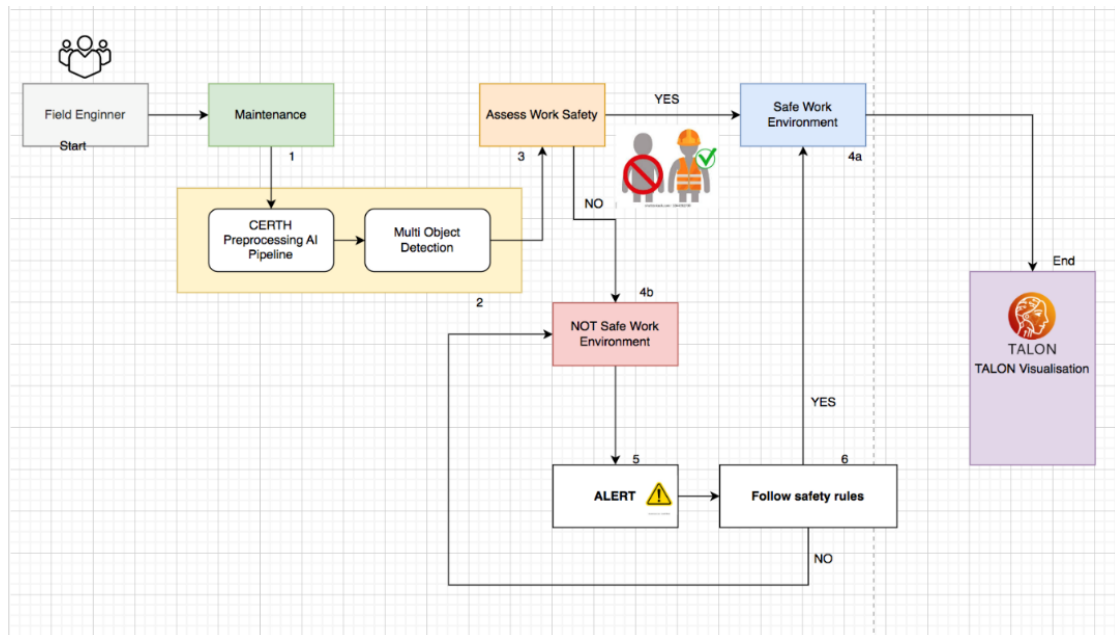 Field Enginner
Start
Maintenance
1
CERTH
Preprocessing AI
Pipeline
Multi Object
Detection
2
Assess Work Safety
3
YES
NO
Safe Work
Environment
4a
4b
NOT Safe Work
Environment
5
ALERT
6
Follow safety rules
YES
NO
End
TALON
TALON Visualisation